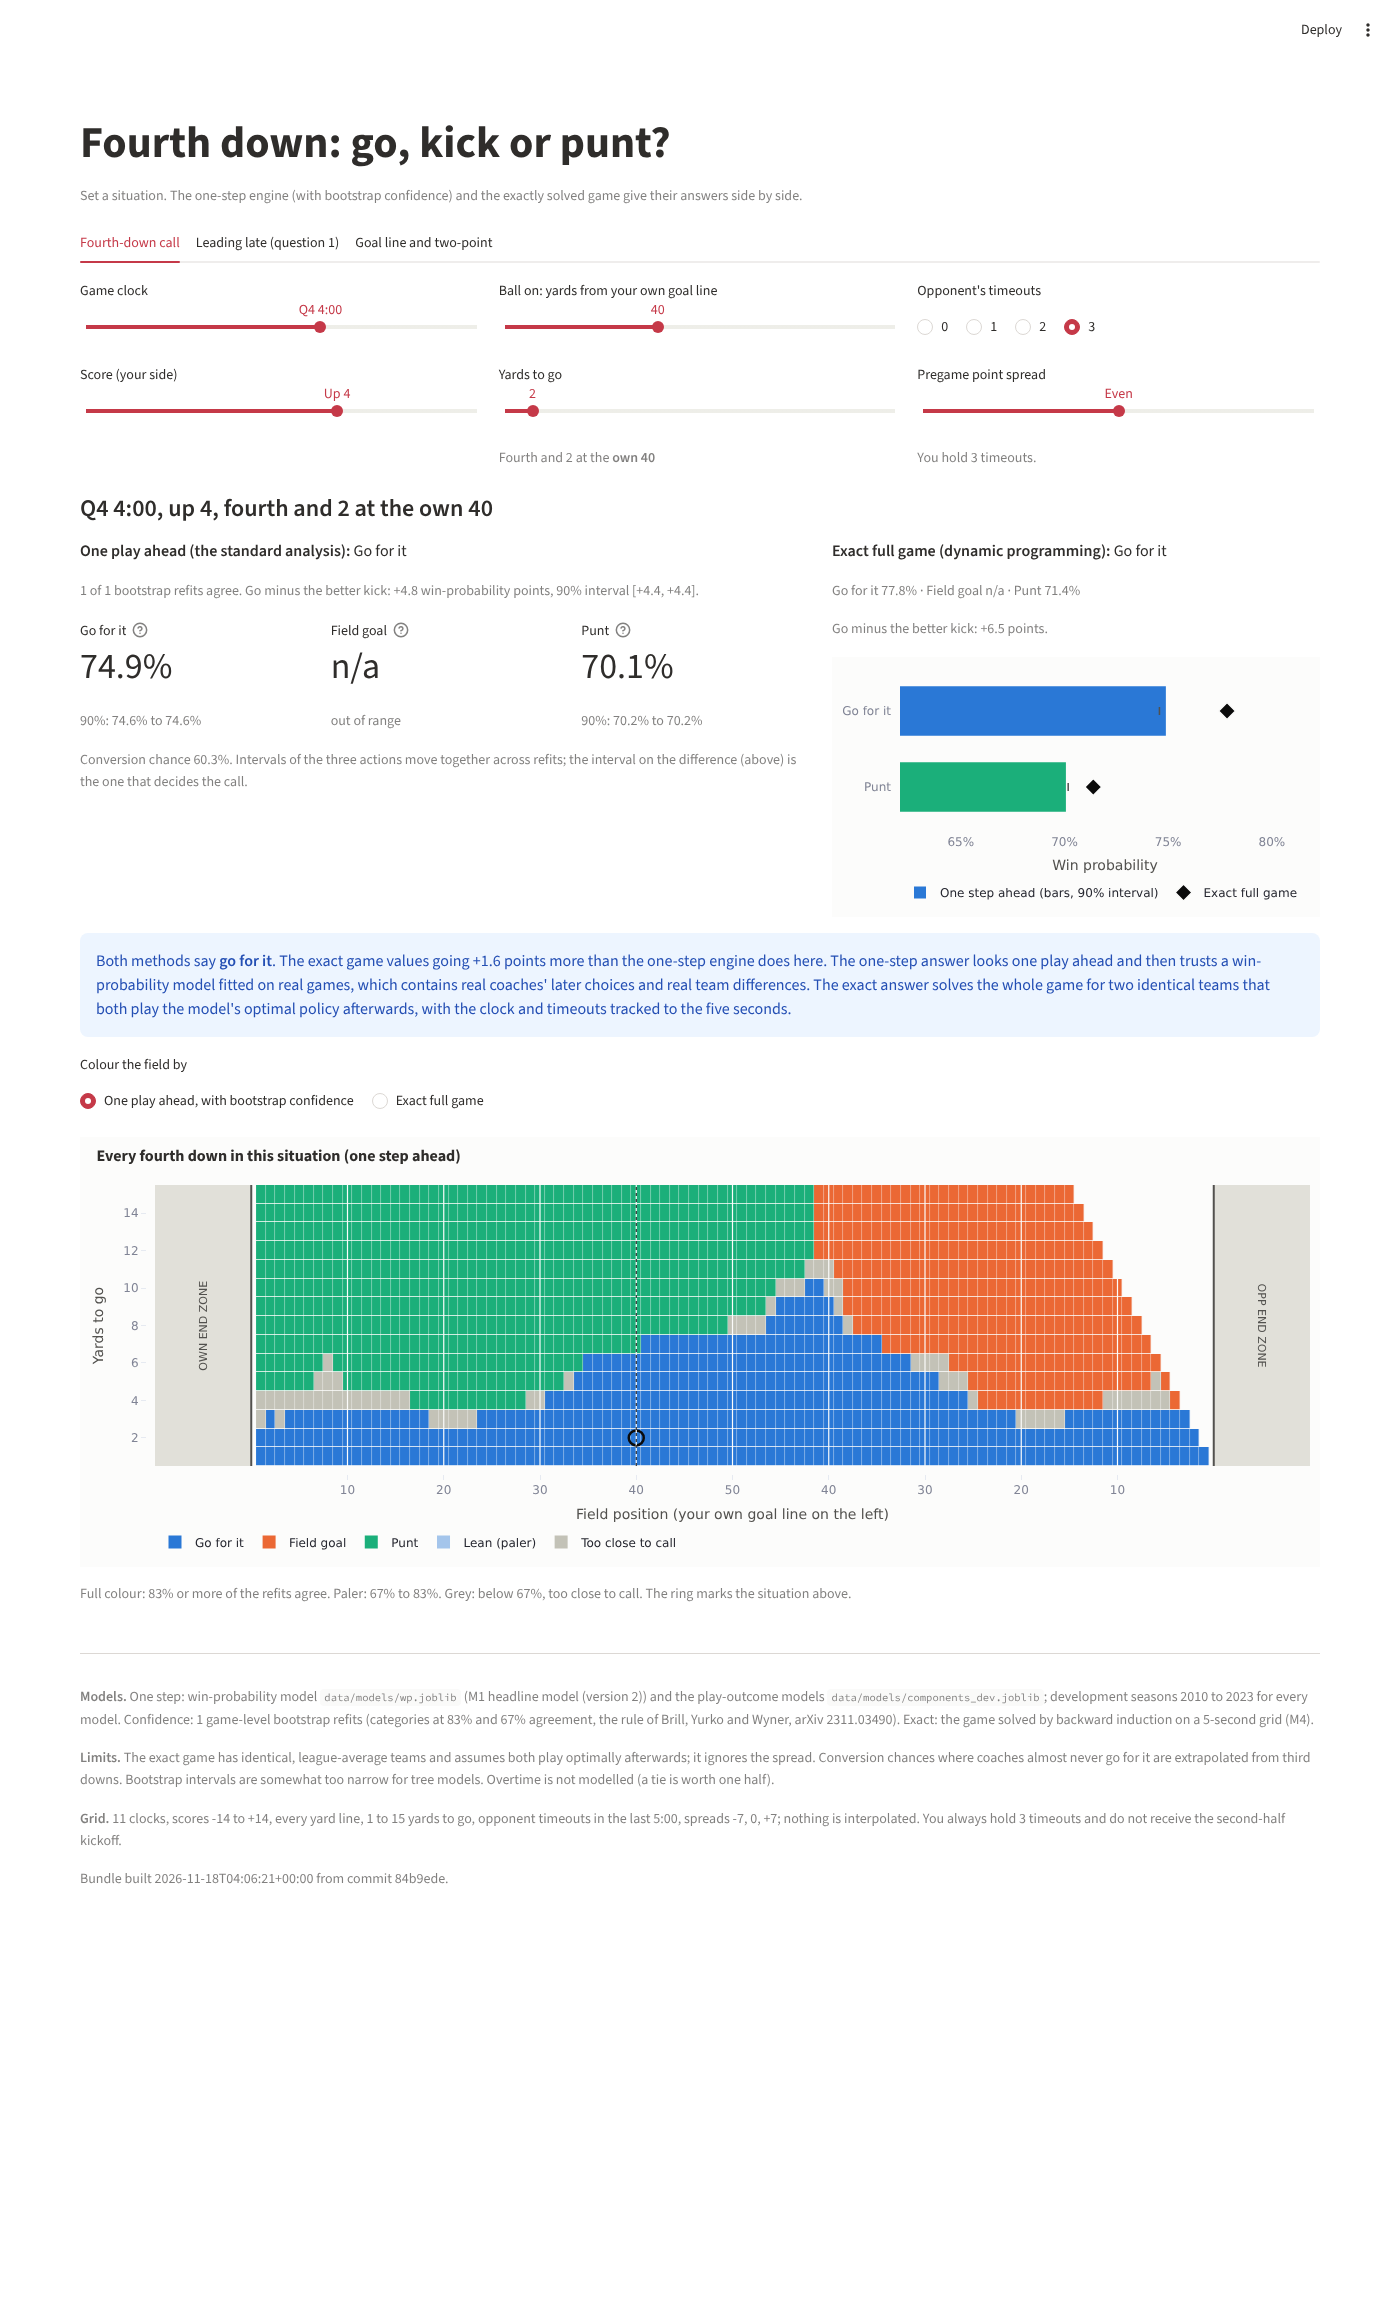 Deploy
Fourth down: go, kick or punt?
Set a situation. The one-step engine (with bootstrap confidence) and the exactly solved game give their answers side by side.
Fourth-down call Leading late (question 1) Goal line and two-point
Game clock
Q4 4:00
Ball on: yards from your own goal line
40
Opponent's timeouts
0 1 2 3
Score (your side)
Up 4
Yards to go
2
Pregame point spread
Even
Fourth and 2 at the own 40
You hold 3 timeouts.
Q4 4:00, up 4, fourth and 2 at the own 40
One play ahead (the standard analysis): Go for it
1 of 1 bootstrap refits agree. Go minus the better kick: +4.8 win-probability points, 90% interval [+4.4, +4.4].
Go for it
74.9%
90%: 74.6% to 74.6%
Field goal
n/a
out of range
Punt
70.1%
90%: 70.2% to 70.2%
Conversion chance 60.3%. Intervals of the three actions move together across refits; the interval on the difference (above) is
the one that decides the call.
Exact full game (dynamic programming): Go for it
Go for it 77.8% · Field goal n/a · Punt 71.4%
Go minus the better kick: +6.5 points.
Go for it
Punt
65% 70% 75% 80%
Win probability
One step ahead (bars, 90% interval) Exact full game
Both methods say go for it. The exact game values going +1.6 points more than the one-step engine does here. The one-step answer looks one play ahead and then trusts a win-
probability model fitted on real games, which contains real coaches' later choices and real team differences. The exact answer solves the whole game for two identical teams that
both play the model's optimal policy afterwards, with the clock and timeouts tracked to the five seconds.
Colour the field by
One play ahead, with bootstrap confidence Exact full game
Every fourth down in this situation (one step ahead)
Yards to go
14
12
10
8
6
4
2
OWN END ZONE
OPP END ZONE
10 20 30 40 50 40 30 20 10
Field position (your own goal line on the left)
Go for it Field goal Punt Lean (paler) Too close to call
Full colour: 83% or more of the refits agree. Paler: 67% to 83%. Grey: below 67%, too close to call. The ring marks the situation above.
Models. One step: win-probability model data/models/wp.joblib (M1 headline model (version 2)) and the play-outcome models data/models/components_dev.joblib ; development seasons 2010 to 2023 for every
model. Confidence: 1 game-level bootstrap refits (categories at 83% and 67% agreement, the rule of Brill, Yurko and Wyner, arXiv 2311.03490). Exact: the game solved by backward induction on a 5-second grid (M4).
Limits. The exact game has identical, league-average teams and assumes both play optimally afterwards; it ignores the spread. Conversion chances where coaches almost never go for it are extrapolated from third
downs. Bootstrap intervals are somewhat too narrow for tree models. Overtime is not modelled (a tie is worth one half).
Grid. 11 clocks, scores -14 to +14, every yard line, 1 to 15 yards to go, opponent timeouts in the last 5:00, spreads -7, 0, +7; nothing is interpolated. You always hold 3 timeouts and do not receive the second-half
kickoff.
Bundle built 2026-11-18T04:06:21+00:00 from commit 84b9ede.